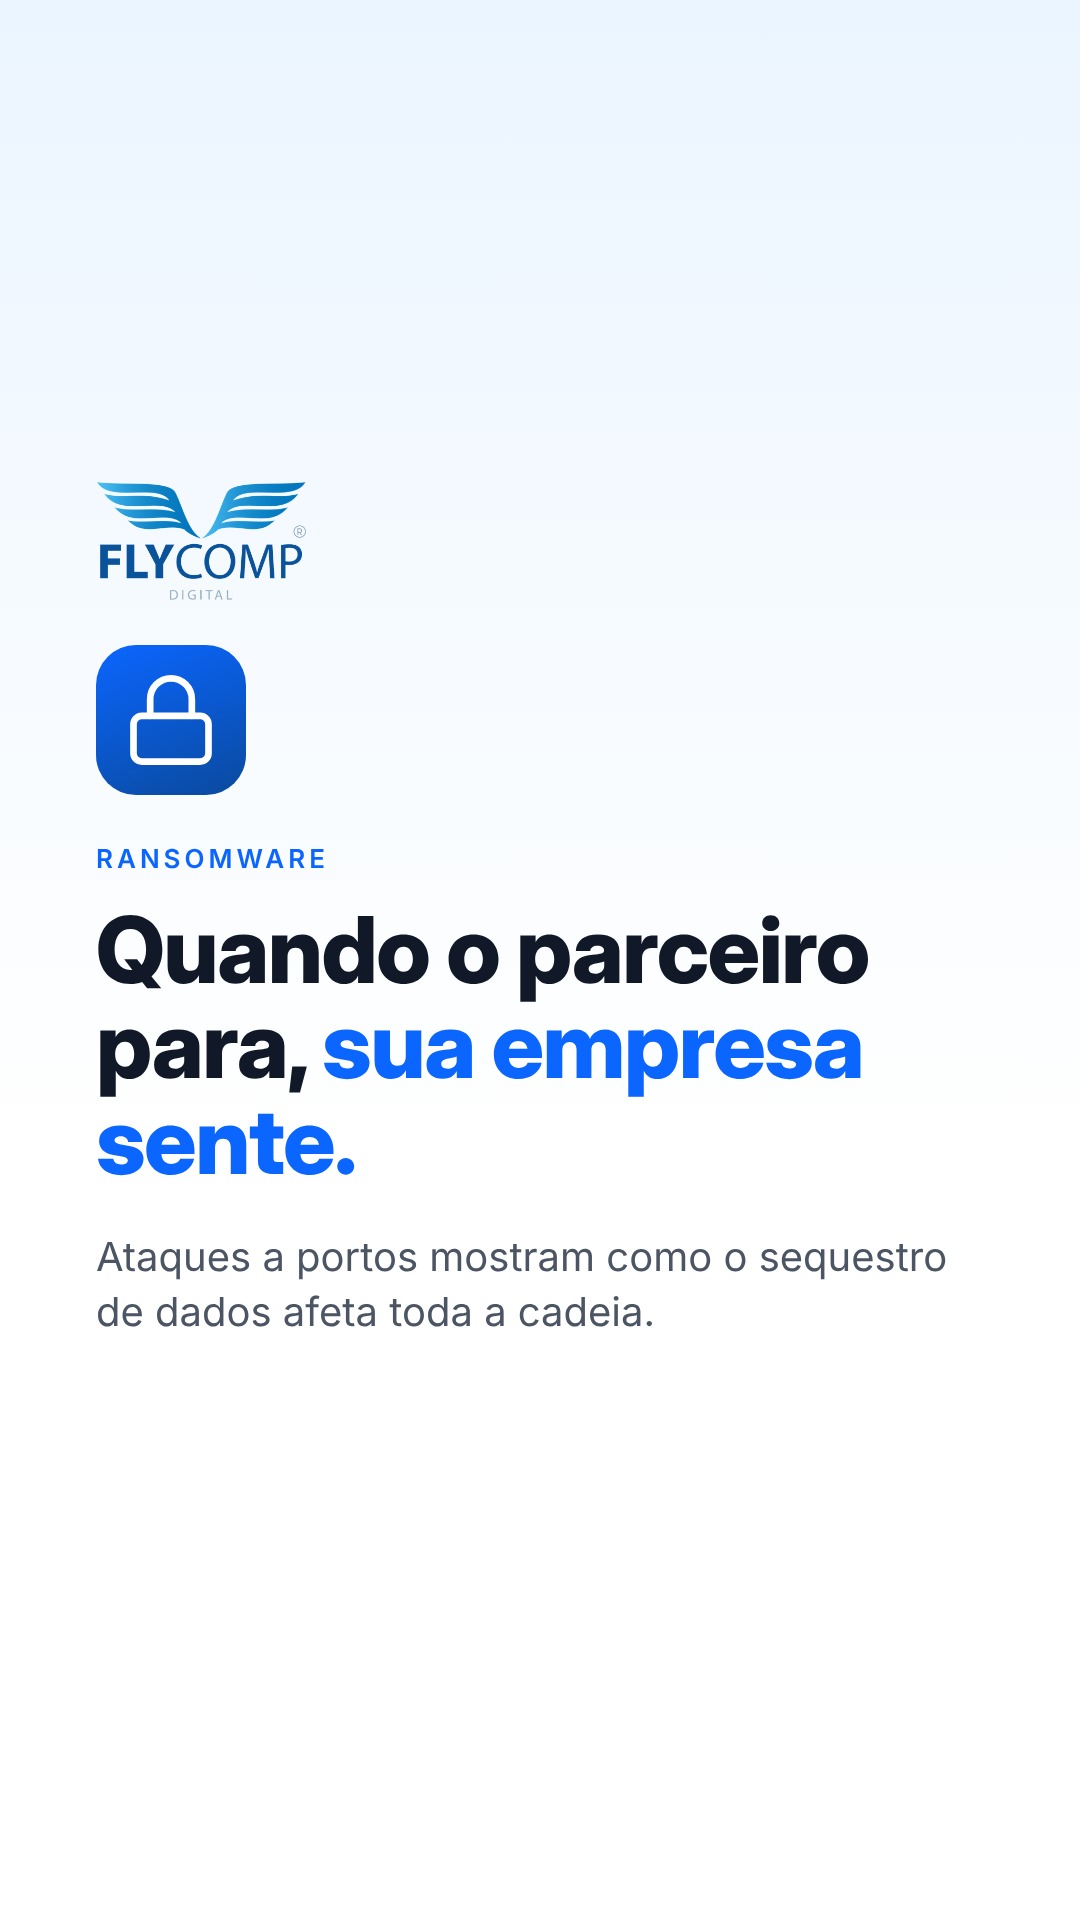 ®
FLYCOMP
DIGITAL
RANSOMWARE
Quando o parceiro
para, sua empresa
sente.
Ataques a portos mostram como o sequestro
de dados afeta toda a cadeia.